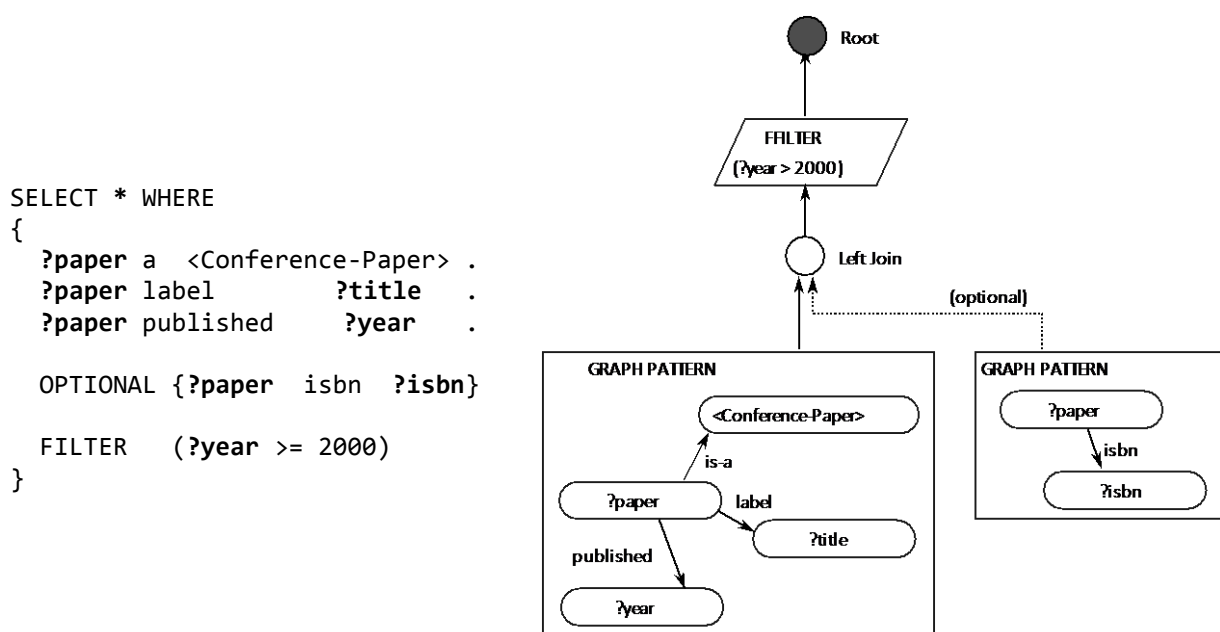 SELECT * WHERE
{
?paper a <Conference-Paper> .
?paper label ?title .
?paper published ?year .
OPTIONAL {?paper isbn ?isbn}
FILTER (?year >= 2000)
}
Root
FFILTER
(?year > 2000)
Left Join
(optional)
GRAPH PATTERN
<Conference-Paper>
is-a
?paper
label
?title
published
?year
GRAPH PATTERN
?paper
isbn
?isbn